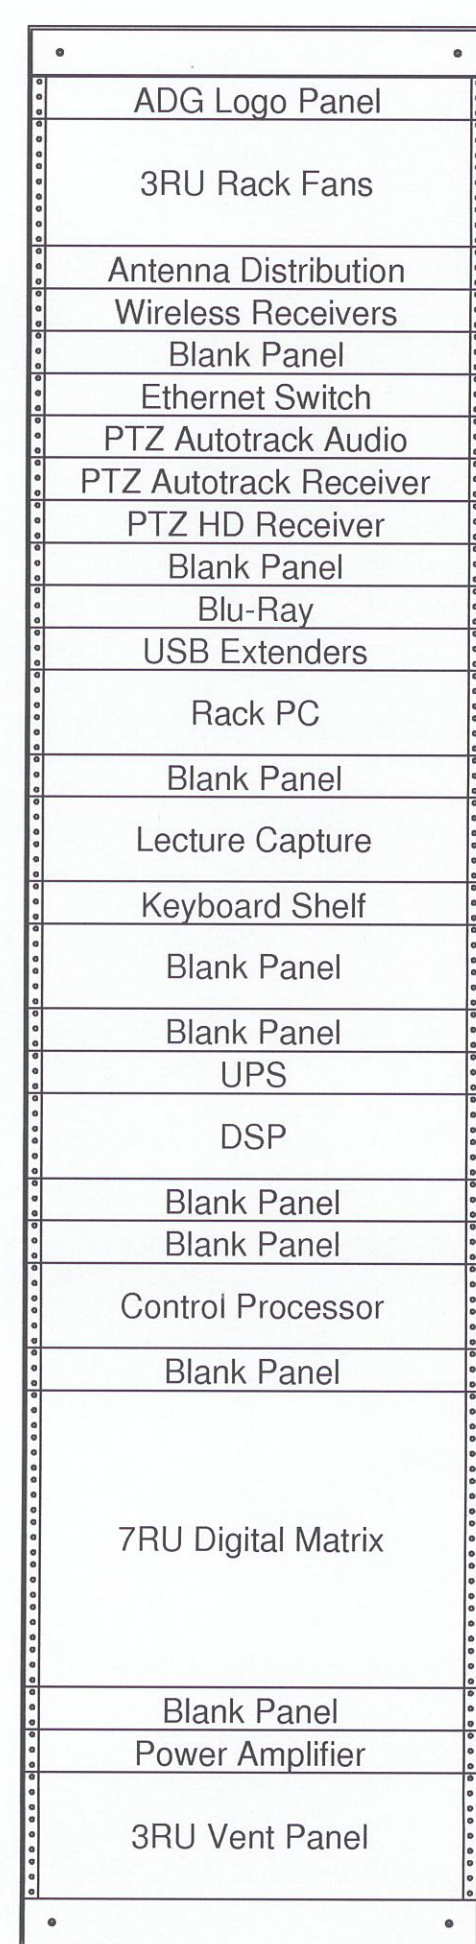 ADG Logo Panel
3RU Rack Fans
Antenna Distribution
Wireless Receivers
Blank Panel
Ethernet Switch
PTZ Autotrack Audio
PTZ Autotrack Receiver
PTZ HD Receiver
Blank Panel
Blu-Ray
USB Extenders
Rack PC
Blank Panel
Lecture Capture
Keyboard Shelf
Blank Panel
Blank Panel
UPS
DSP
Blank Panel
Blank Panel
Control Processor
Blank Panel
7RU Digital Matrix
Blank Panel
Power Amplifier
3RU Vent Panel